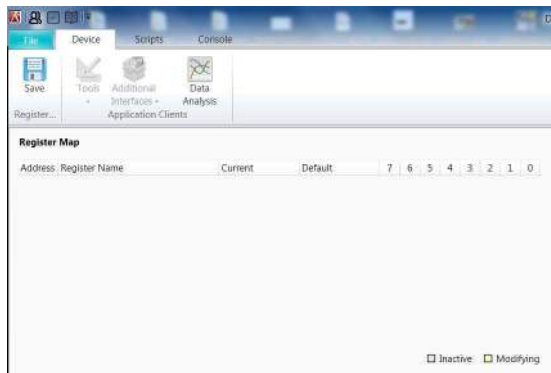 File Device Scripts Console
Save Tools Additional Interfaces Data Analysis
Register... Application Clients
Register Map
Address Register Name Current Default 7 6 5 4 3 2 1 0
Inactive Modifying